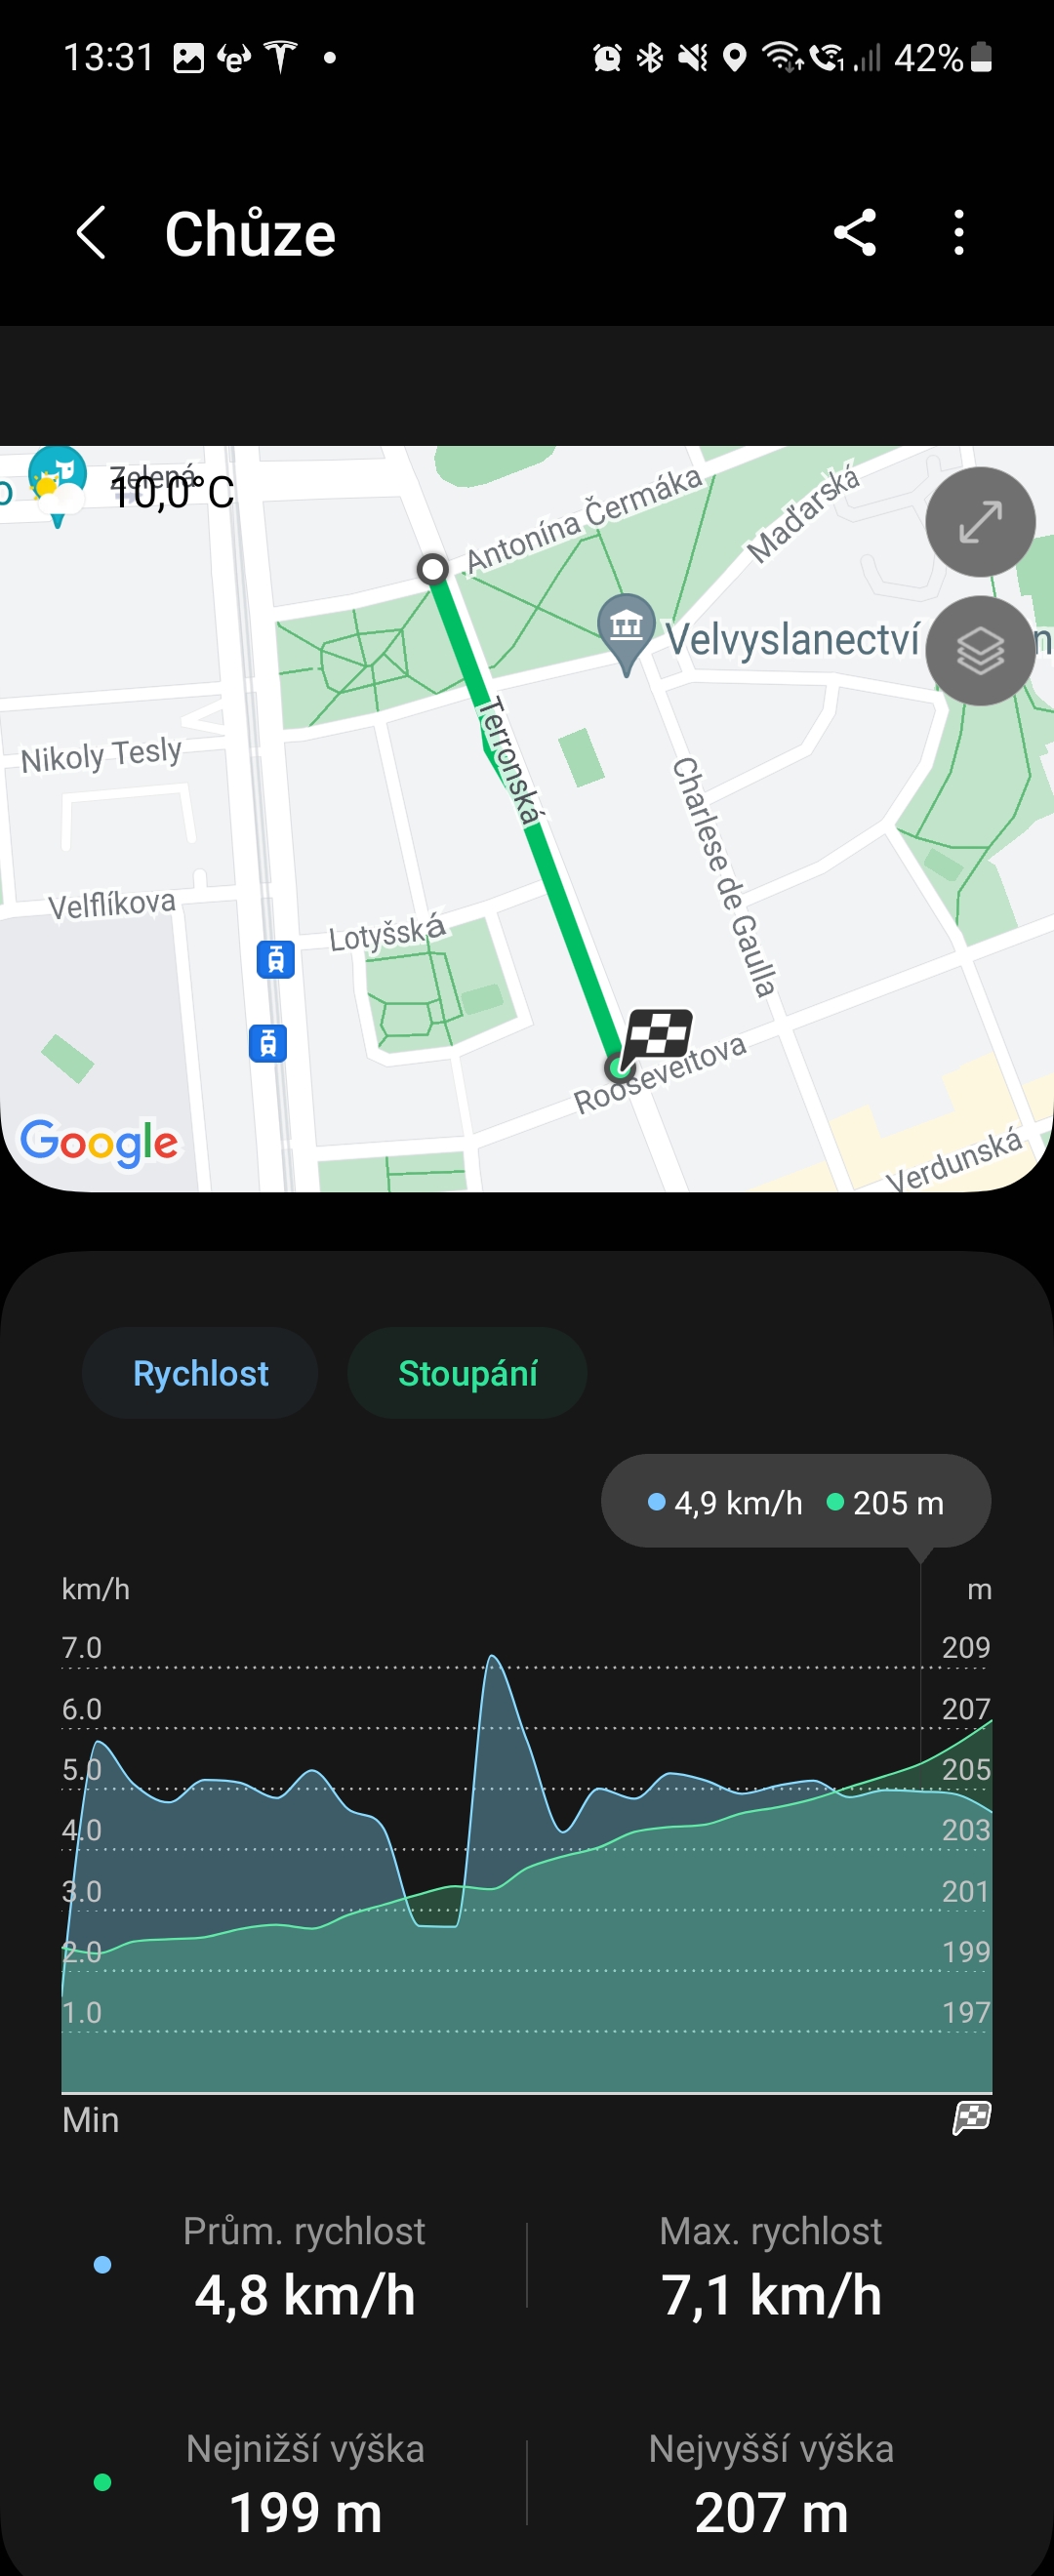 13:31
42%
Chůze
Zelená
10,0°C
Antonína Čermáka
Maďarská
Velvyslanectví
Terronská
Nikoly Tesly
Charlese de Gaulla
Velflíkova
Lotyšská
Rooseveltova
Google
Verdunská
Rychlost
Stoupání
4,9 km/h 205 m
km/h m
7.0 209
6.0 207
5.0 205
4.0 203
3.0 201
2.0 199
1.0 197
Min
Prům. rychlost Max. rychlost
4,8 km/h 7,1 km/h
Nejnižší výška Nejvyšší výška
199 m 207 m